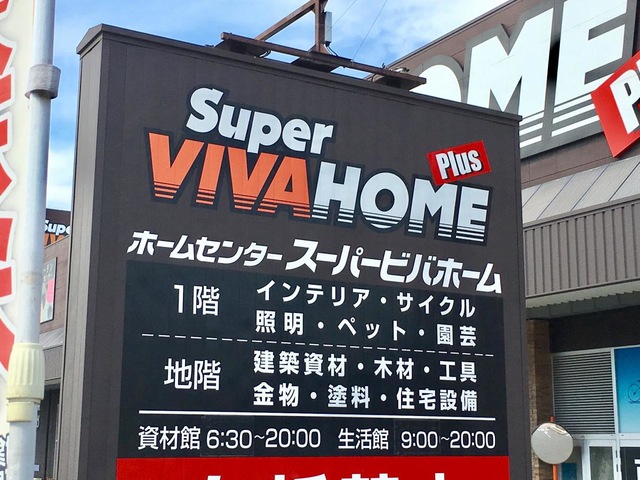 Super
VIVAHOME Plus
ホームセンター スーパービバホーム
1階 インテリア・サイクル
照明・ペット・園芸
地階 建築資材・木材・工具
金物・塗料・住宅設備
資材館 6:30~20:00 生活館 9:00~20:00
HOME